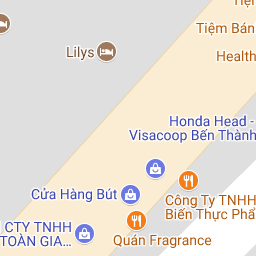 Tiệm Bán
Lilys
Health
Honda Head -
Visacoop Bến Thành
Công Ty TNHH
Biến Thực Phẩ
Cửa Hàng Bút
CTY TNHH
TOÀN GIA...
Quán Fragrance